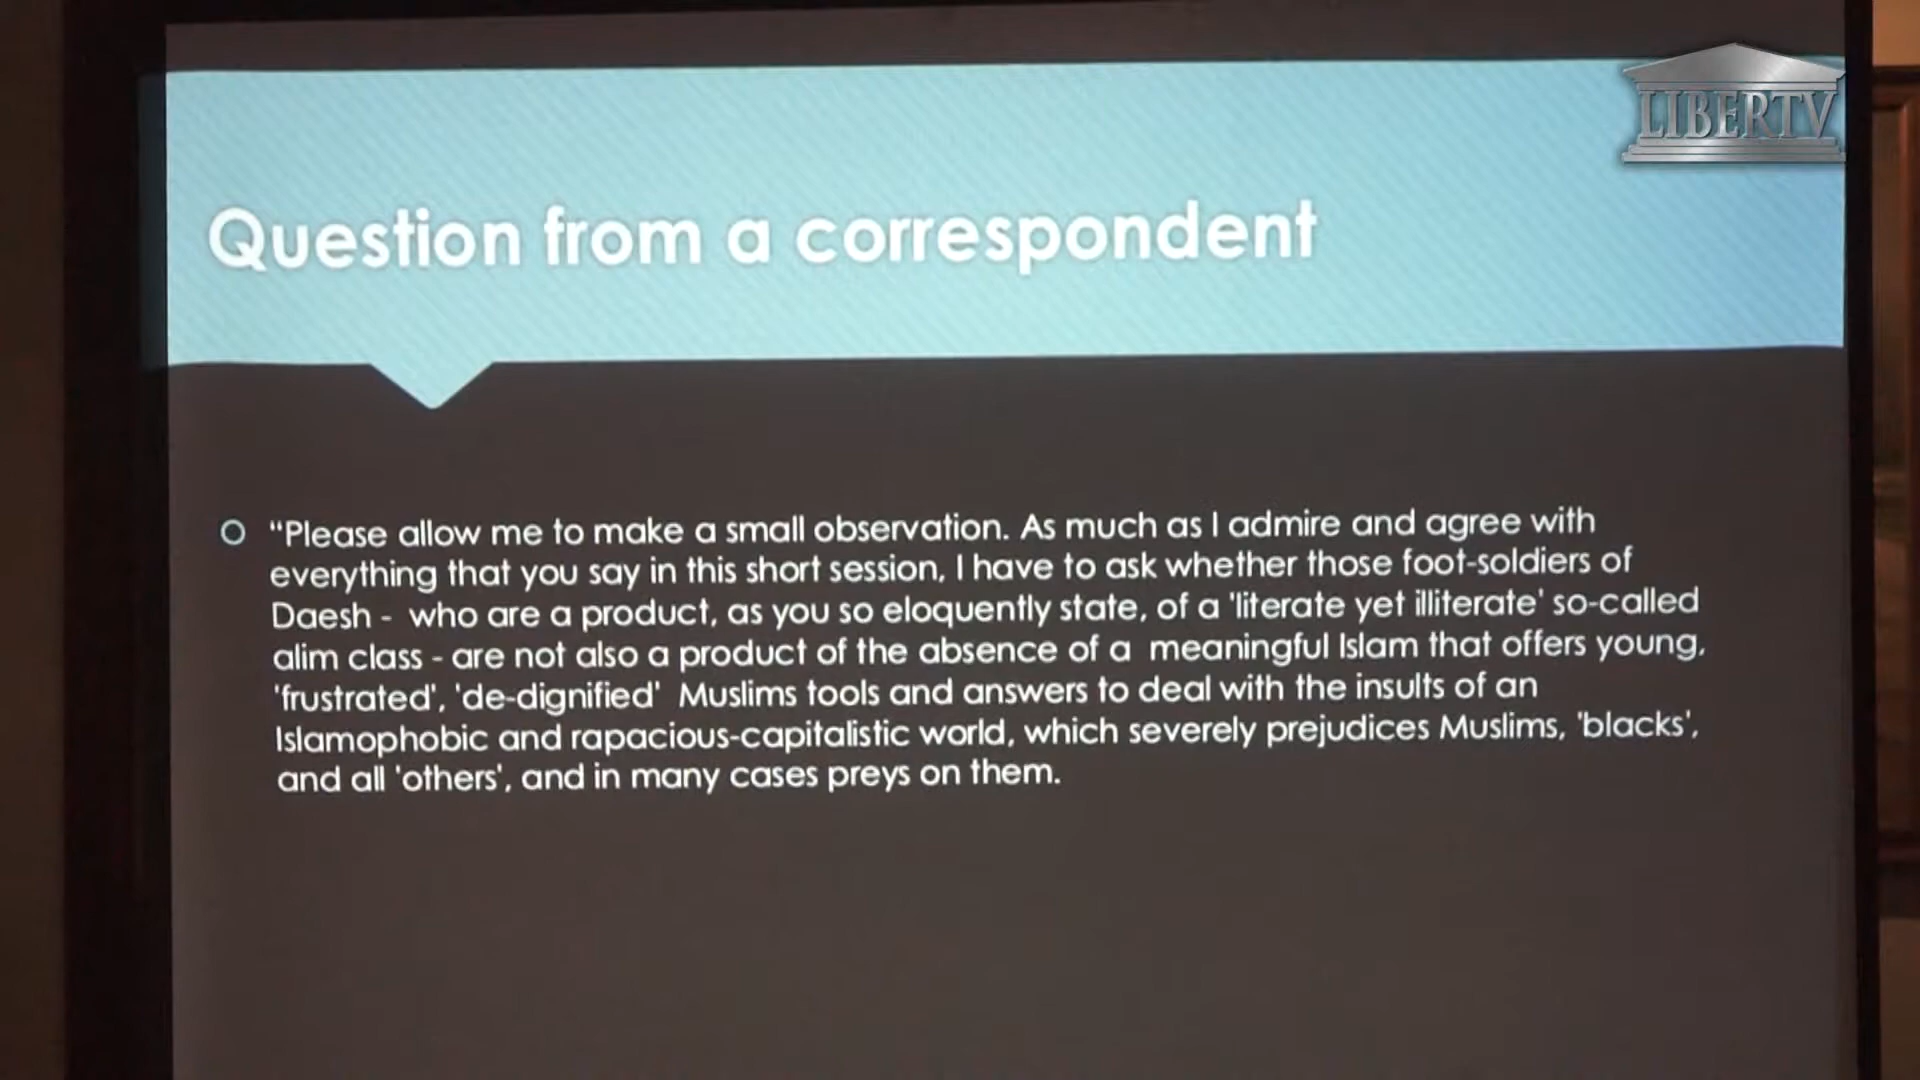 LIBERTV
Question from a correspondent
“Please allow me to make a small observation. As much as I admire and agree with
everything that you say in this short session, I have to ask whether those foot-soldiers of
Daesh - who are a product, as you so eloquently state, of a 'literate yet illiterate' so-called
alim class - are not also a product of the absence of a meaningful Islam that offers young,
'frustrated', 'de-dignified' Muslims tools and answers to deal with the insults of an
Islamophobic and rapacious-capitalistic world, which severely prejudices Muslims, 'blacks',
and all 'others', and in many cases preys on them.